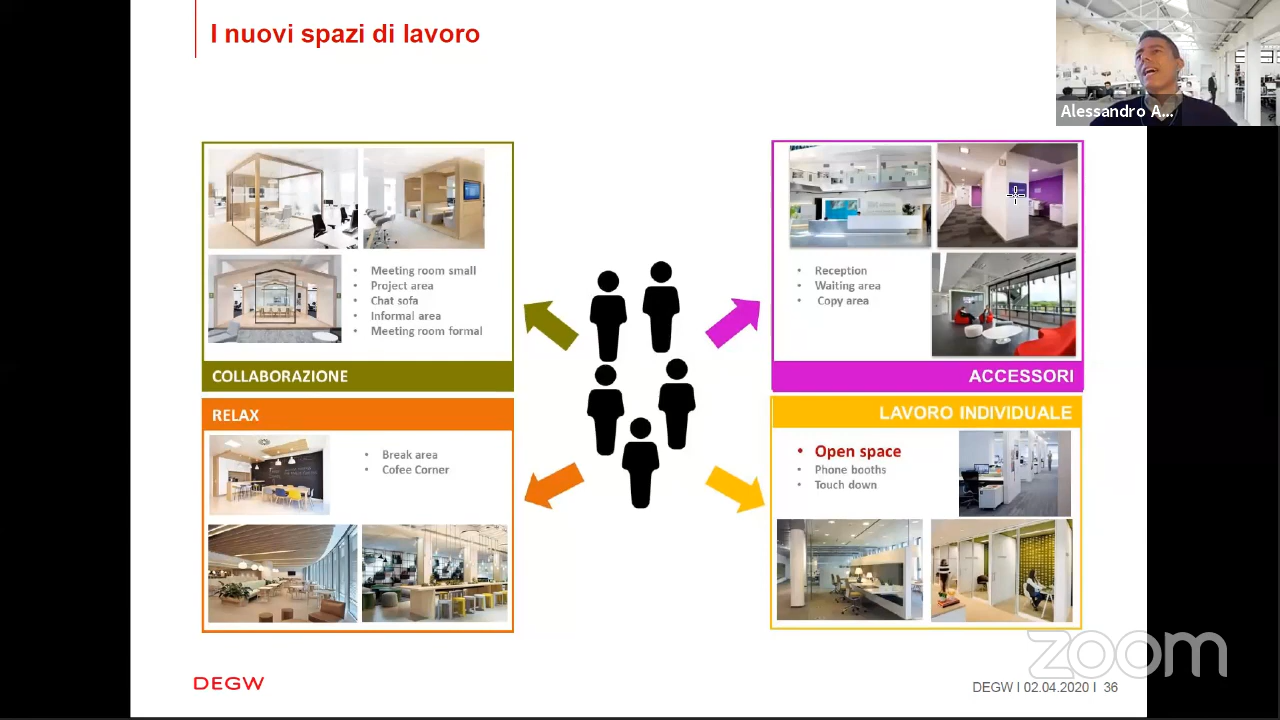 I nuovi spazi di lavoro
Alessandro A...
Meeting room small
Project area
Chat sofa
Informal area
Meeting room formal
COLLABORAZIONE
Reception
Waiting area
Copy area
ACCESSORI
RELAX
Break area
Cofee Corner
LAVORO INDIVIDUALE
Open space
Phone booths
Touch down
zoom
DEGW
DEGW I 02.04.2020 I 36